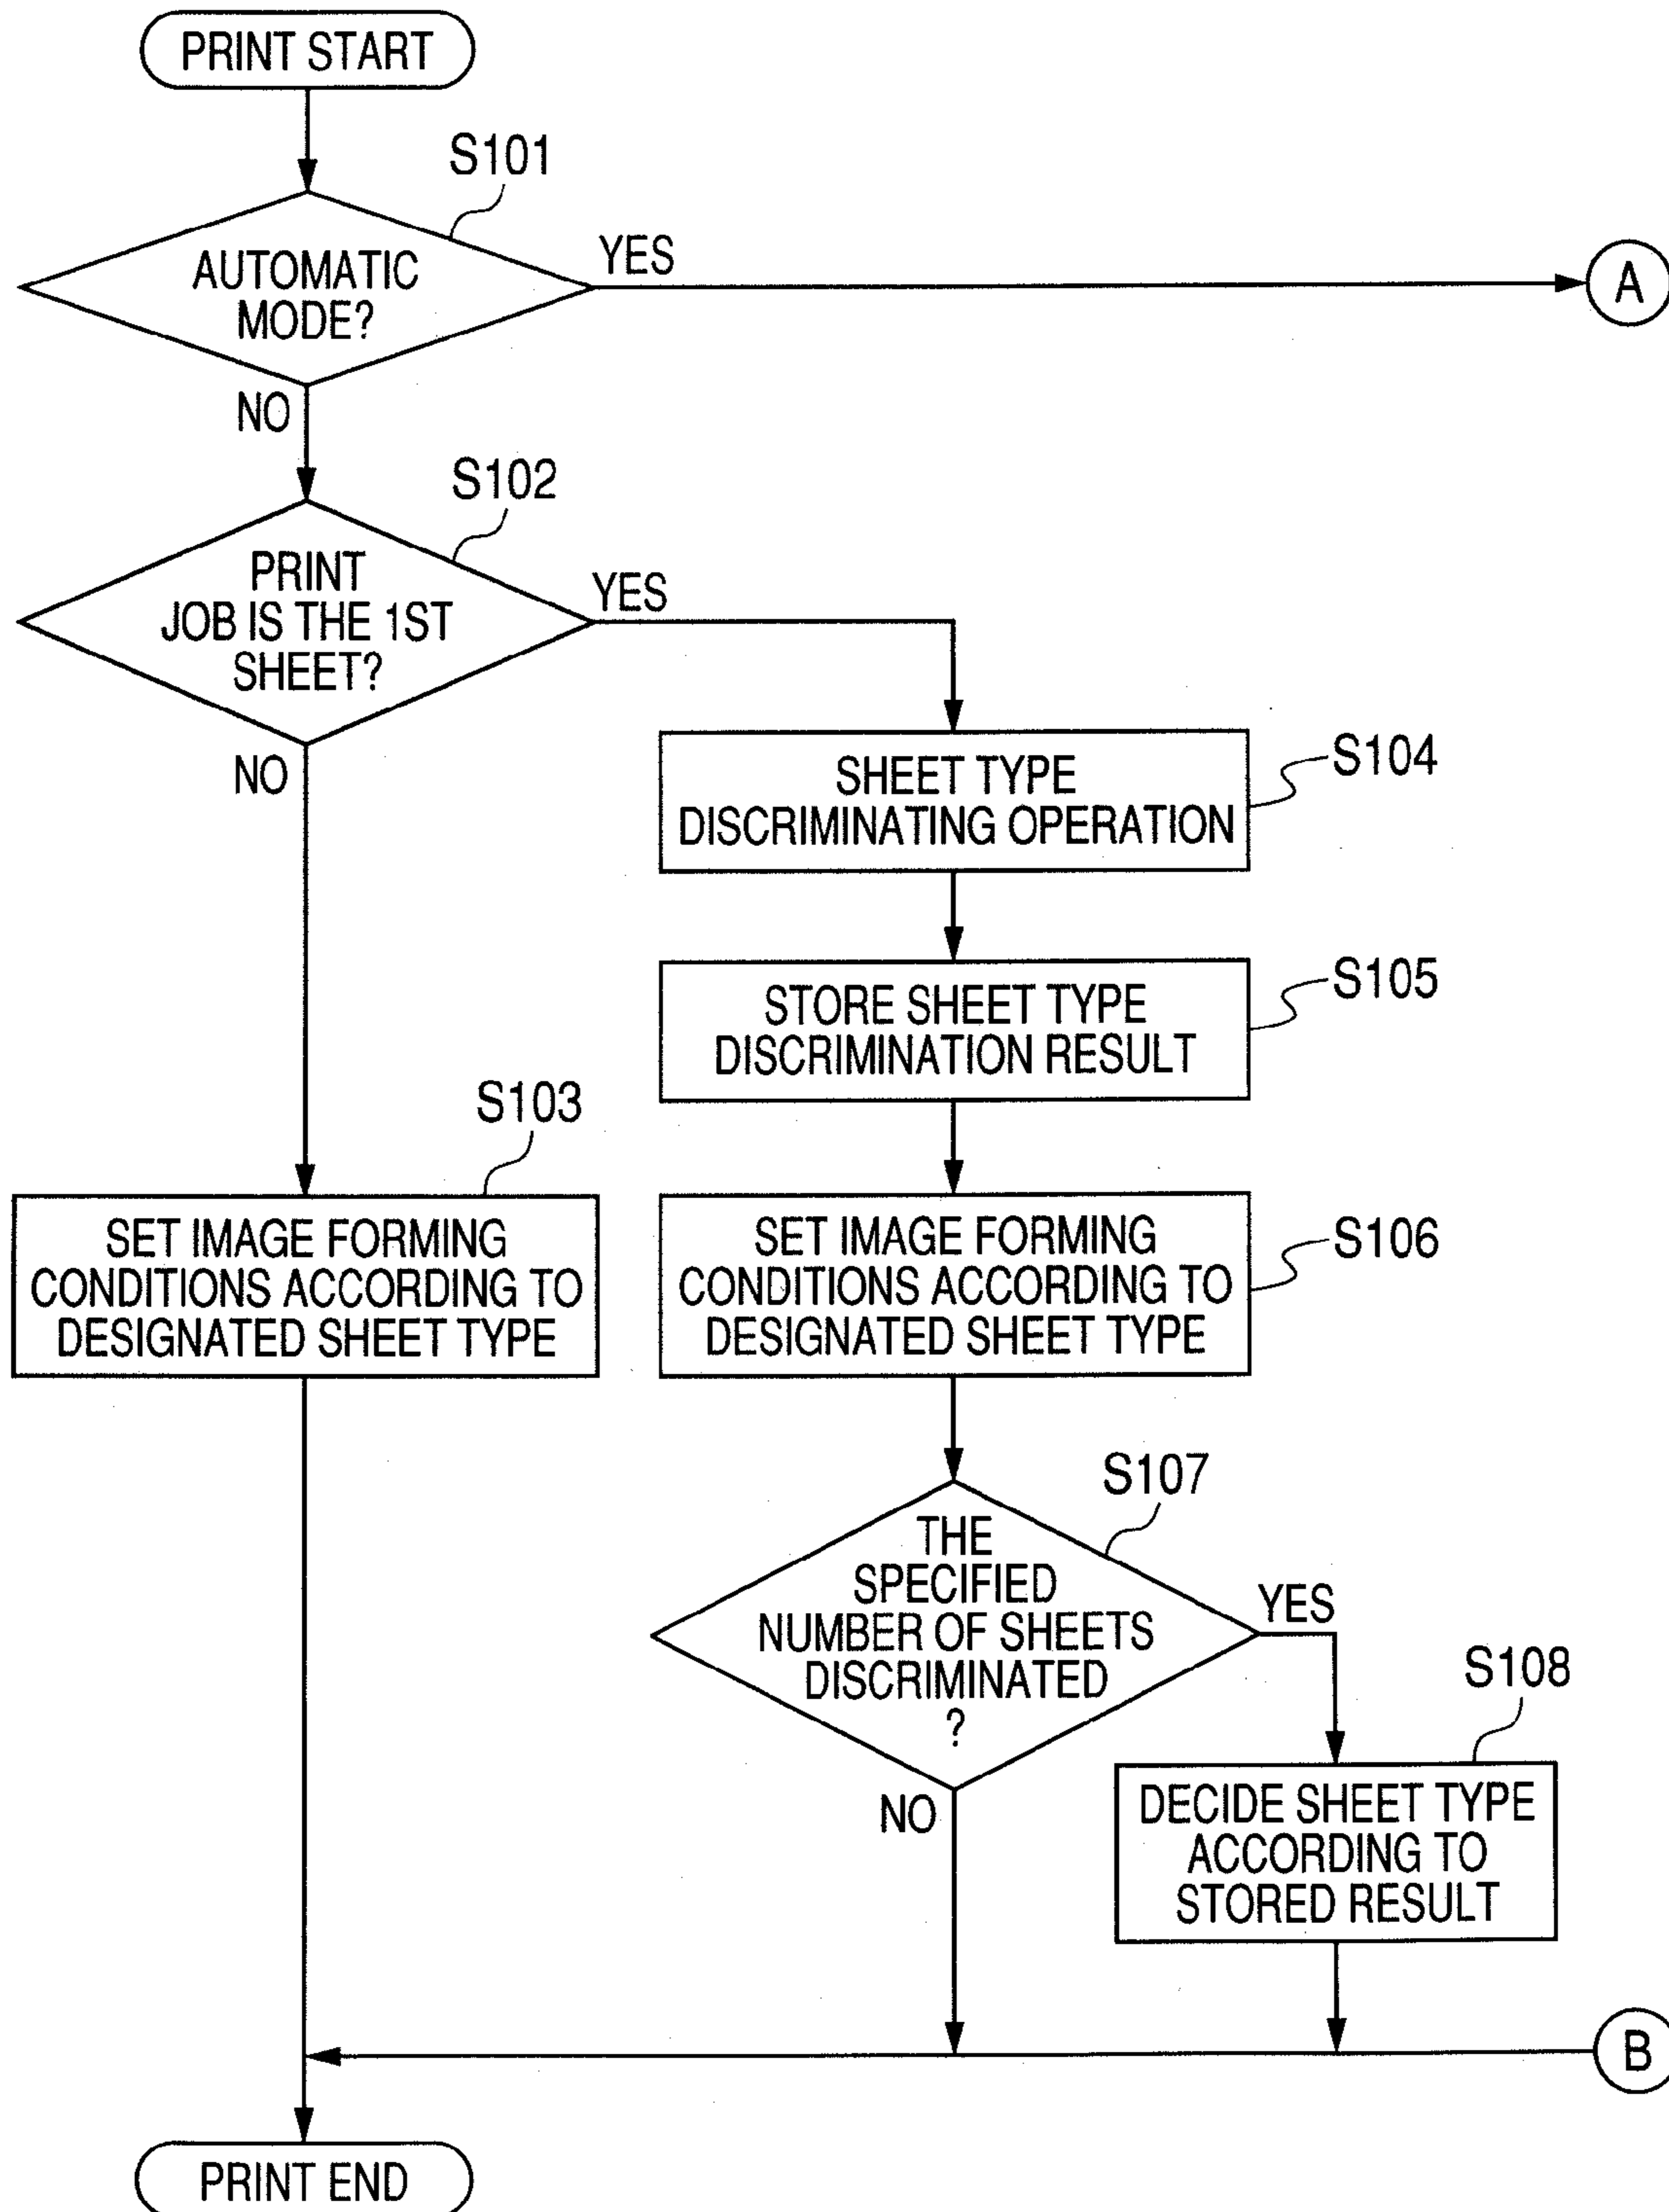 PRINT START
S101
AUTOMATIC
MODE?
YES
A
NO
S102
PRINT
JOB IS THE 1ST
SHEET?
YES
NO
SHEET TYPE
DISCRIMINATING OPERATION
S104
STORE SHEET TYPE
DISCRIMINATION RESULT
S105
S103
SET IMAGE FORMING
CONDITIONS ACCORDING TO
DESIGNATED SHEET TYPE
SET IMAGE FORMING
CONDITIONS ACCORDING TO
DESIGNATED SHEET TYPE
S106
S107
THE
SPECIFIED
NUMBER OF SHEETS
DISCRIMINATED
?
YES
NO
S108
DECIDE SHEET TYPE
ACCORDING TO
STORED RESULT
B
PRINT END